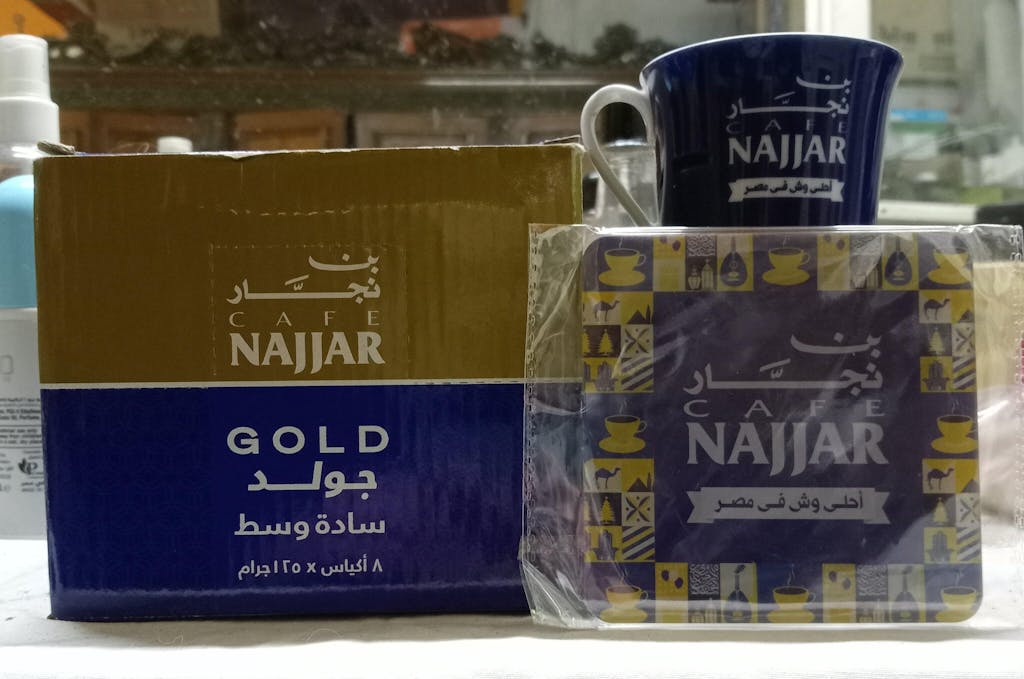 بن
نجار
CAFE
NAJJAR
GOLD
جولد
سادة وسط
٨ أكياس x ١٢٥ جرام
بن
نجار
CAFE
NAJJAR
أحلى وش فى مصر
بن
نجار
CAFE
NAJJAR
أحلى وش فى مصر